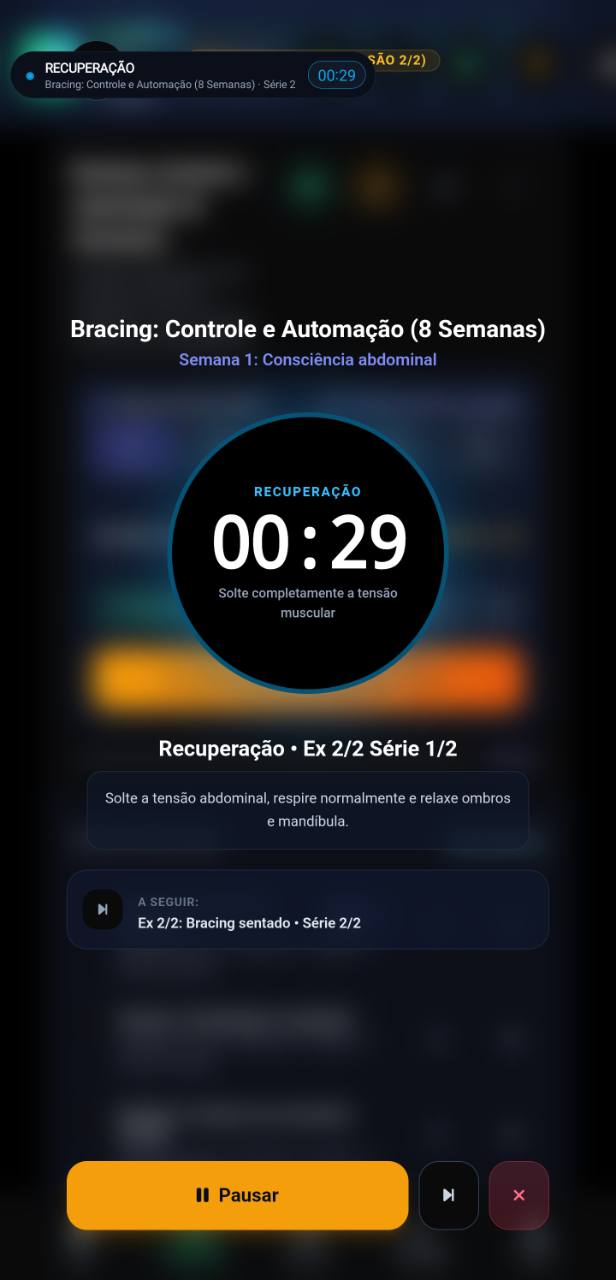 SÃO 2/2)
RECUPERAÇÃO
Bracing: Controle e Automação (8 Semanas) · Série 2
00:29
Bracing: Controle e Automação (8 Semanas)
Semana 1: Consciência abdominal
RECUPERAÇÃO
00:29
Solte completamente a tensão
muscular
Recuperação • Ex 2/2 Série 1/2
Solte a tensão abdominal, respire normalmente e relaxe ombros
e mandíbula.
A SEGUIR:
Ex 2/2: Bracing sentado • Série 2/2
Pausar